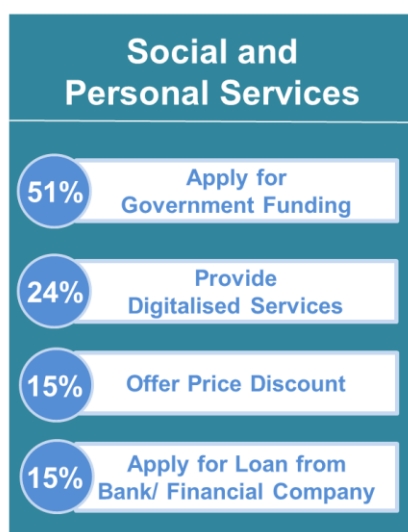 Social and
Personal Services
51%
Apply for
Government Funding
24%
Provide
Digitalised Services
15%
Offer Price Discount
15%
Apply for Loan from
Bank/ Financial Company